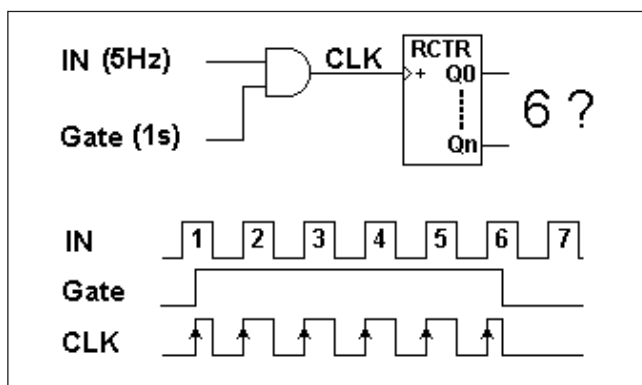 IN (5Hz)
CLK
RCTR
+ Q0
Gate (1s)
Qn
6 ?
IN 1 2 3 4 5 6 7
Gate
CLK